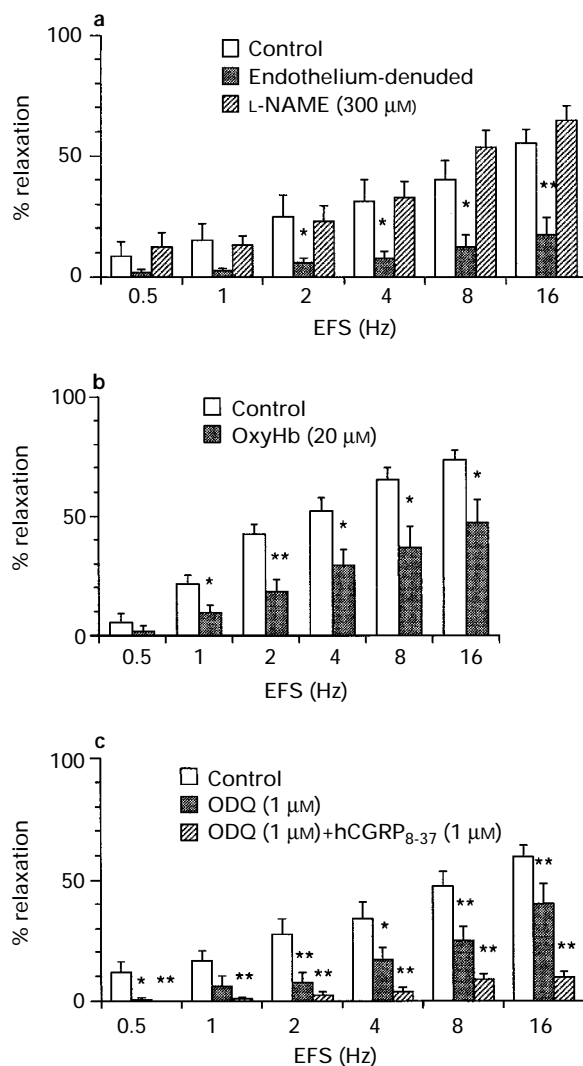 a
100
50
0
% relaxation
Control
Endothelium-denuded
L-NAME (300 µM)
* * * **
0.5 1 2 4 8 16
EFS (Hz)
b
100
50
0
% relaxation
Control
OxyHb (20 µM)
* ** * * *
0.5 1 2 4 8 16
EFS (Hz)
c
100
50
0
% relaxation
Control
ODQ (1 µM)
ODQ (1 µM)+hCGRP8-37 (1 µM)
* ** ** ** ** * ** ** ** ** **
0.5 1 2 4 8 16
EFS (Hz)